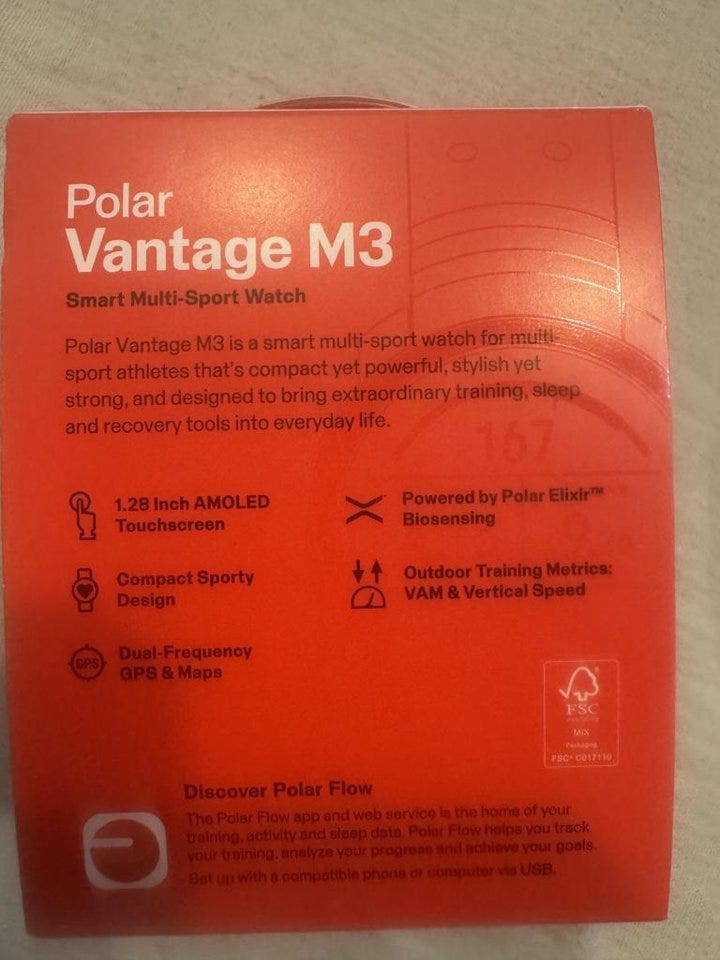 Polar
Vantage M3
Smart Multi-Sport Watch
Polar Vantage M3 is a smart multi-sport watch for multi-
sport athletes that's compact yet powerful, stylish yet
strong, and designed to bring extraordinary training, sleep
and recovery tools into everyday life.
167
1.28 Inch AMOLED
Touchscreen
Powered by Polar Elixir™
Biosensing
Compact Sporty
Design
Outdoor Training Metrics:
VAM & Vertical Speed
GPS
Dual-Frequency
GPS & Maps
FSC
MIX
Packaging
FSC® C017110
Discover Polar Flow
The Polar Flow app and web service is the home of your
training, activity and sleep data. Polar Flow helps you track
your training, analyze your progress and achieve your goals.
Set up with a compatible phone or computer via USB.